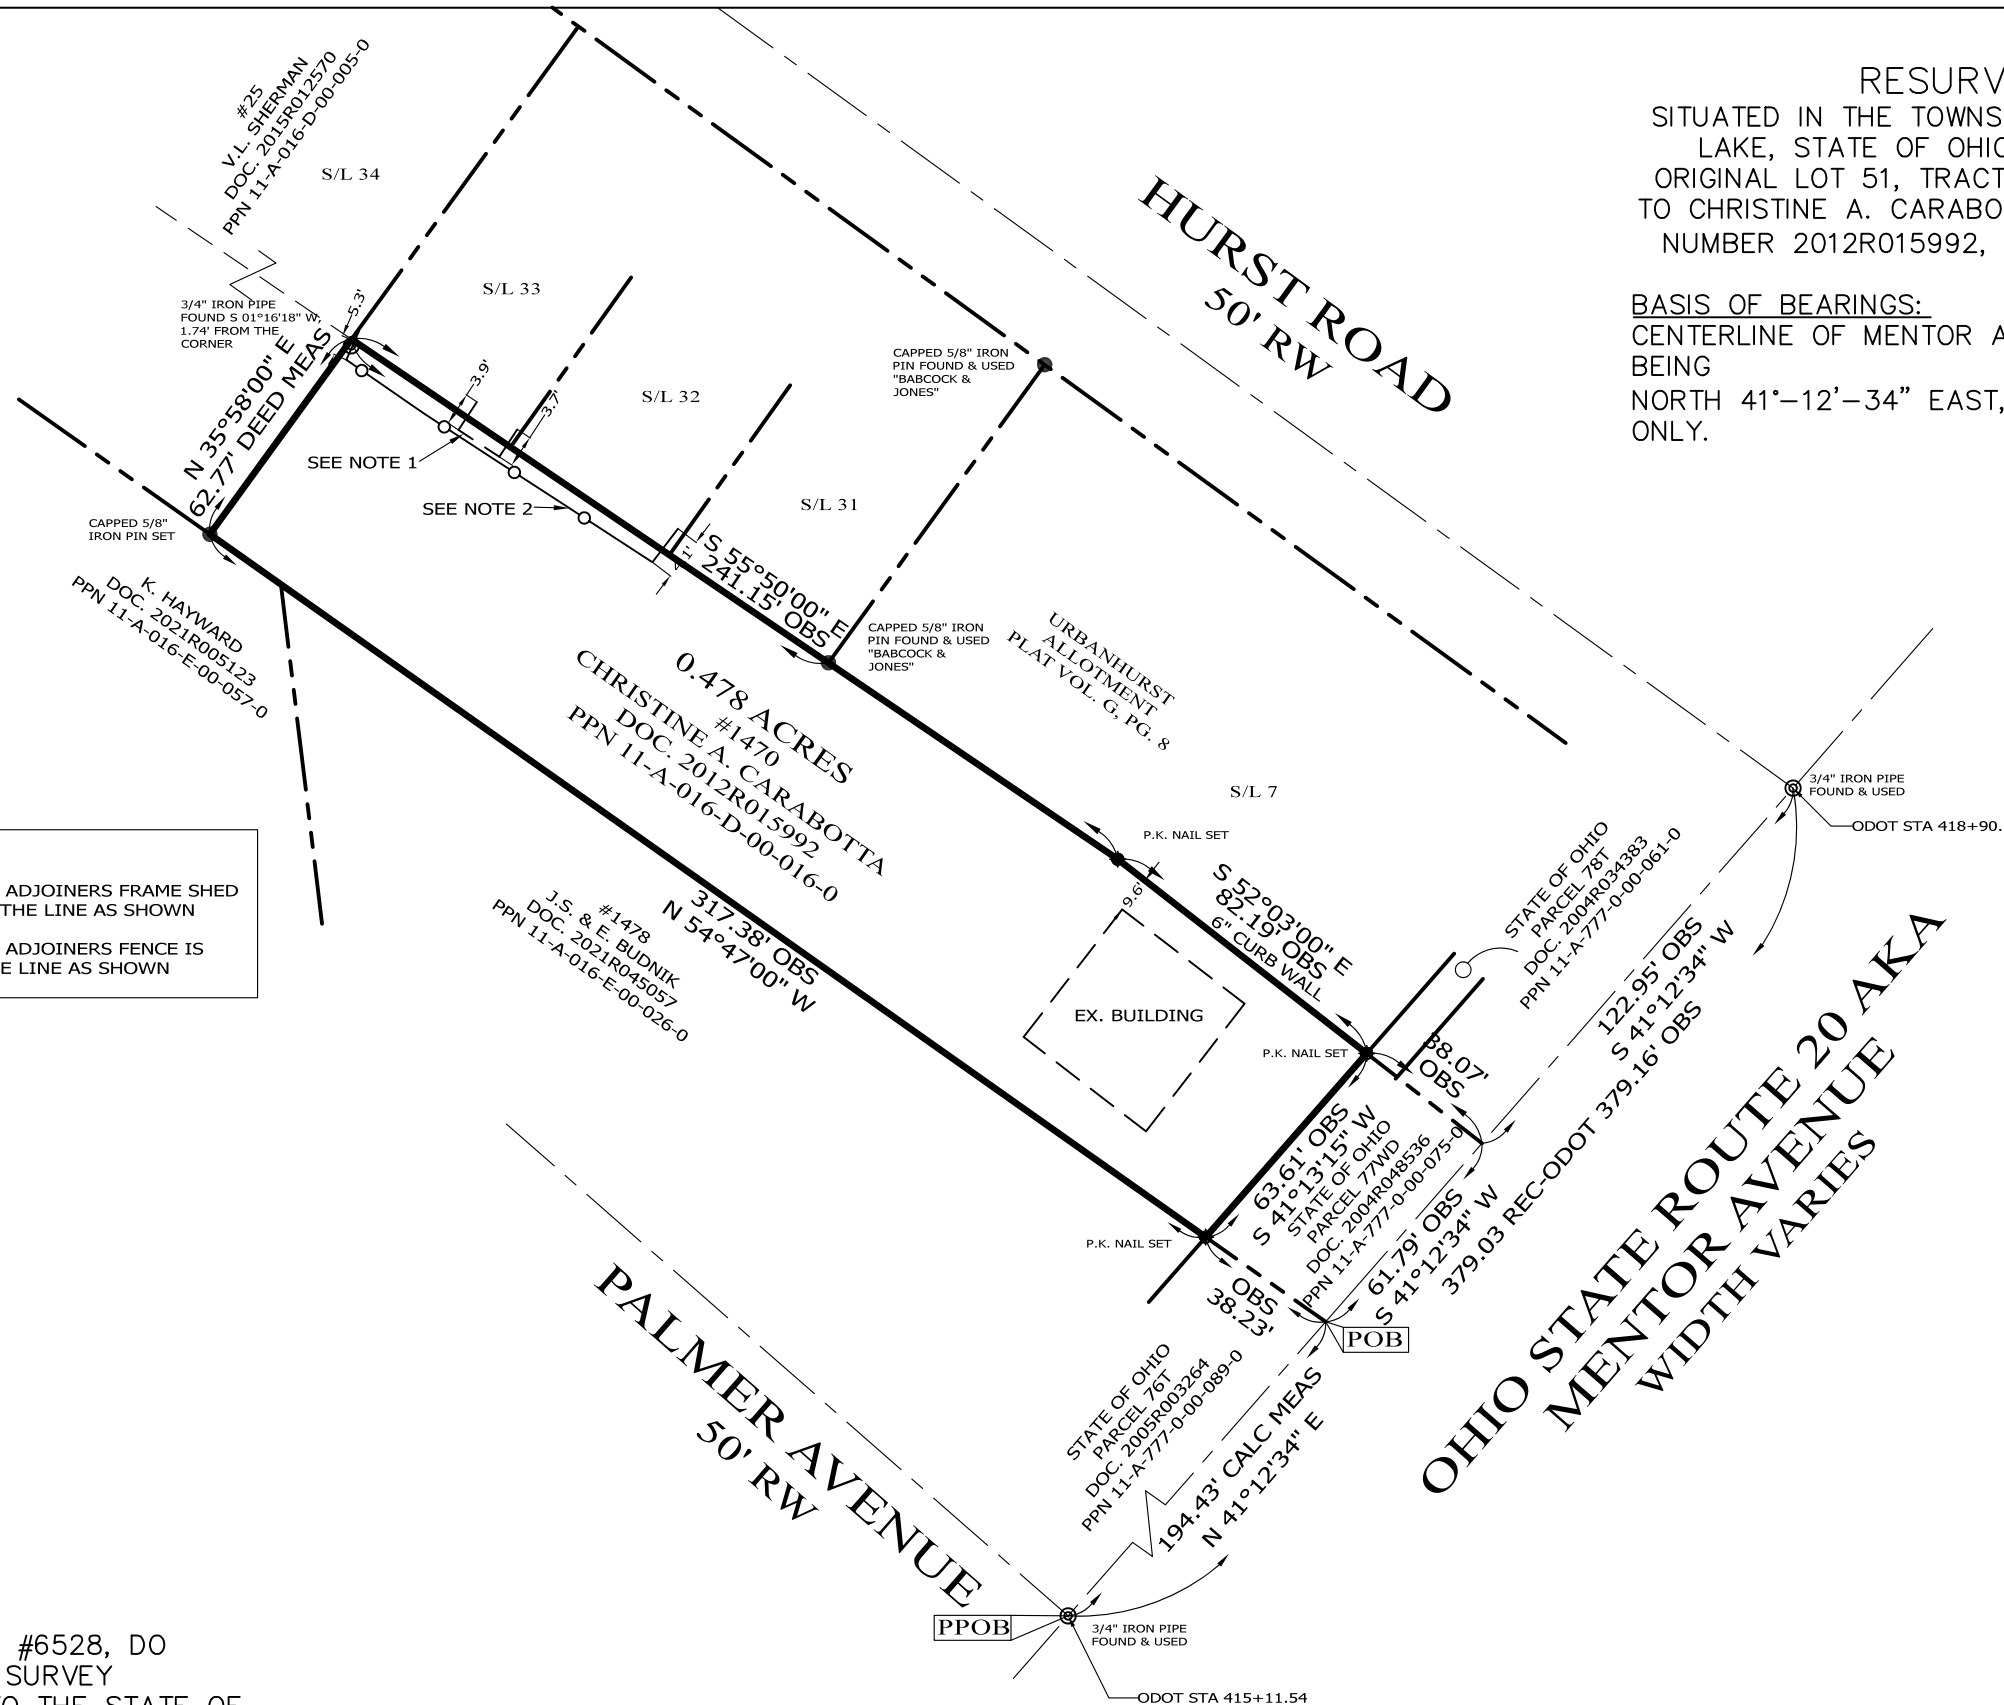 #25
V.L. SHERMAN
DOC. 2015R012570
PPN 11-A-016-D-00-005-0
S/L 34
S/L 33
S/L 32
S/L 31
S/L 7
HURST ROAD
50' RW
RESURV
SITUATED IN THE TOWNS
LAKE, STATE OF OHIO
ORIGINAL LOT 51, TRACT
TO CHRISTINE A. CARABO
NUMBER 2012R015992,
BASIS OF BEARINGS:
CENTERLINE OF MENTOR A
BEING
NORTH 41°-12'-34" EAST,
ONLY.
3/4" IRON PIPE
FOUND S 01°16'18" W,
1.74' FROM THE
CORNER
5.3'
3.9'
3.7'
N 35°58'00" E
62.77' DEED MEAS
SEE NOTE 1
SEE NOTE 2
CAPPED 5/8" IRON
PIN FOUND & USED
"BABCOCK &
JONES"
CAPPED 5/8"
IRON PIN SET
K. HAYWARD
DOC. 2021R005123
PPN 11-A-016-E-00-057-0
S 55°50'00" E
241.15' OBS
CAPPED 5/8" IRON
PIN FOUND & USED
"BABCOCK &
JONES"
URBANHURST
ALLOTMENT
PLAT VOL. G, PG. 8
0.478 ACRES
#1470
CHRISTINE A. CARABOTTA
DOC. 2012R015992
PPN 11-A-016-D-00-016-0
3/4" IRON PIPE
FOUND & USED
ODOT STA 418+90.
P.K. NAIL SET
9.6'
S 52°03'00" E
82.19' OBS
6" CURB WALL
STATE OF OHIO
PARCEL 78T
DOC. 2004R034383
PPN 11-A-777-0-00-061-0
ADJOINERS FRAME SHED
THE LINE AS SHOWN
ADJOINERS FENCE IS
E LINE AS SHOWN
317.38' OBS
N 54°47'00" W
#1478
J.S. & E. BUDNIK
DOC. 2021R045057
PPN 11-A-016-E-00-026-0
EX. BUILDING
P.K. NAIL SET
38.07'
OBS
122.95' OBS
S 41°12'34" W
379.03 REC-ODOT 379.16' OBS
OHIO STATE ROUTE 20 AKA
MENTOR AVENUE
WIDTH VARIES
63.61' OBS
S 41°13'15" W
STATE OF OHIO
PARCEL 77WD
DOC. 2004R048536
PPN 11-A-777-0-00-075-0
61.79' OBS
S 41°12'34" W
P.K. NAIL SET
OBS
38.23'
POB
PALMER AVENUE
50' RW
STATE OF OHIO
PARCEL 76T
DOC. 2005R003264
PPN 11-A-777-0-00-089-0
194.43' CALC MEAS
N 41°12'34" E
PPOB
3/4" IRON PIPE
FOUND & USED
ODOT STA 415+11.54
#6528, DO
SURVEY
TO THE STATE OF